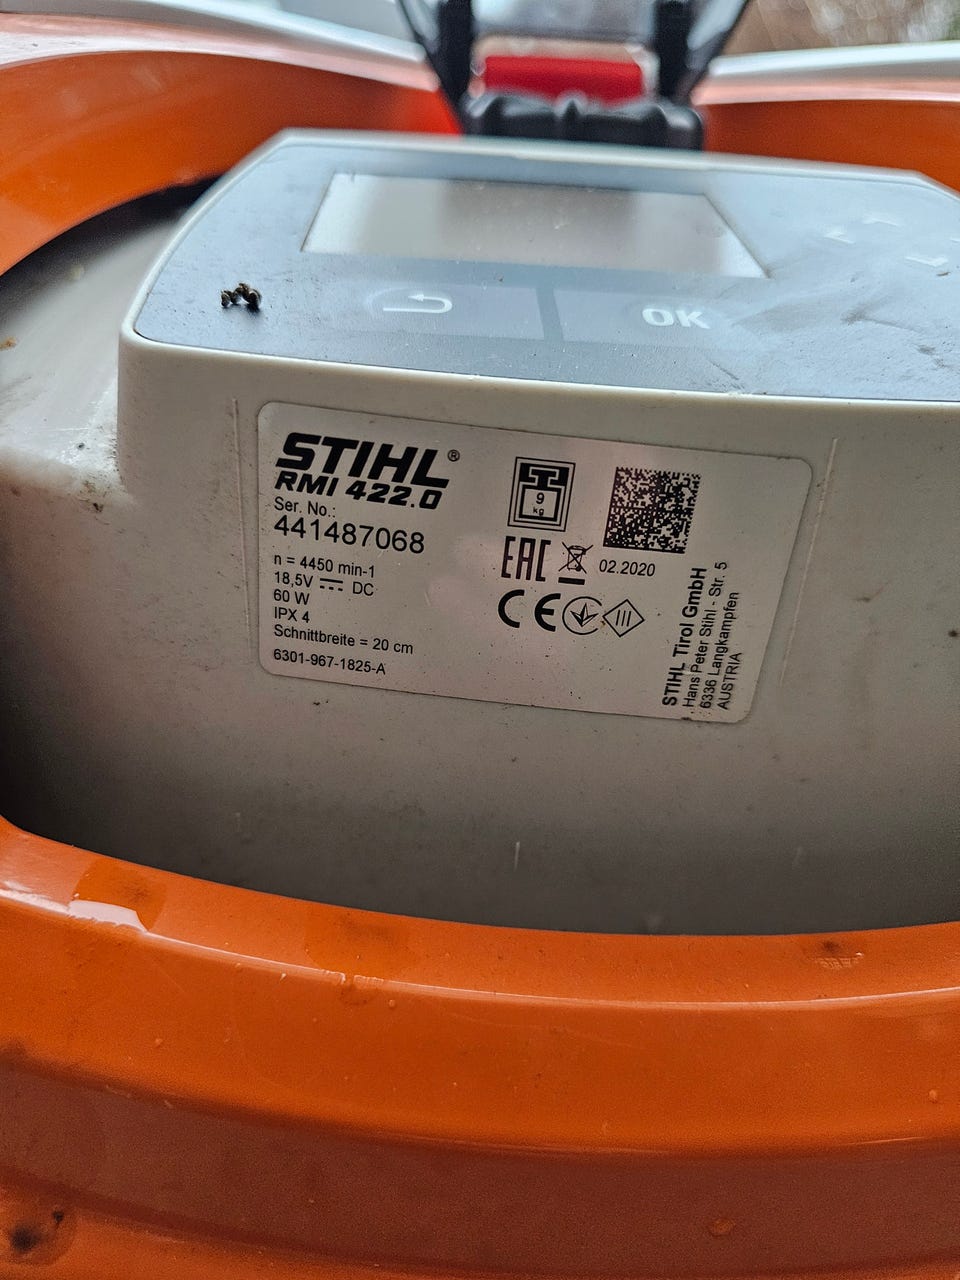 OK
STIHL®
RMI 422.0
Ser. No.:
441487068
n = 4450 min-1
18,5V DC
60 W
IPX 4
Schnittbreite = 20 cm
6301-967-1825-A
9
kg
EAC
02.2020
CE
III
STIHL Tirol GmbH
Hans Peter Stihl - Str. 5
6336 Langkampfen
AUSTRIA